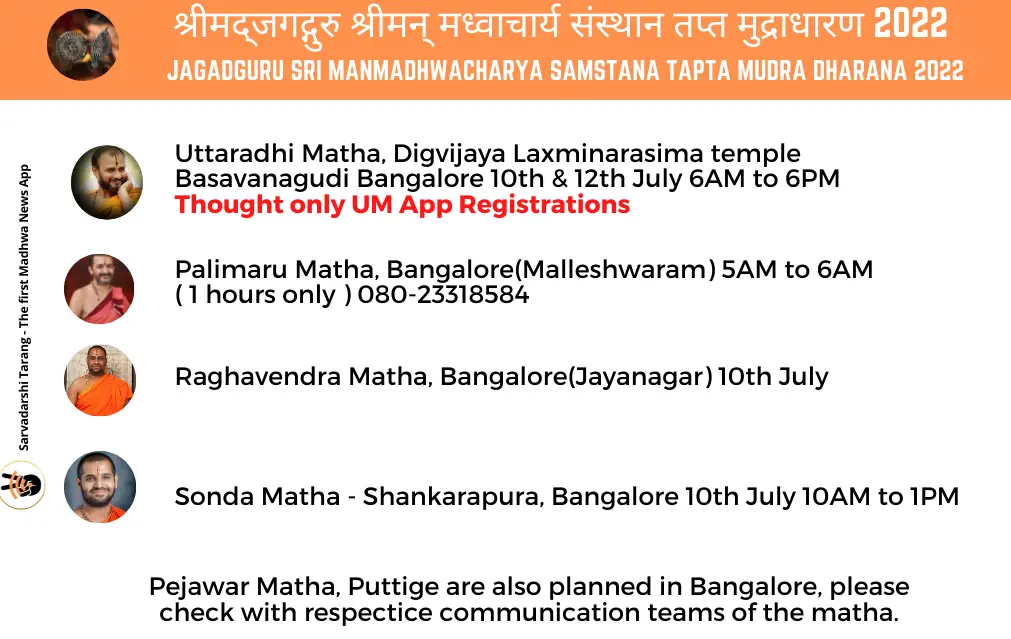 श्रीमद्जगद्गुरु श्रीमन् मध्वाचार्य संस्थान तप्त मुद्राधारण 2022
JAGADGURU SRI MANMADHWACHARYA SAMSTANA TAPTA MUDRA DHARANA 2022
Uttaradhi Matha, Digvijaya Laxminarasima temple
Basavanagudi Bangalore 10th & 12th July 6AM to 6PM
Thought only UM App Registrations
Palimaru Matha, Bangalore(Malleshwaram) 5AM to 6AM
( 1 hours only ) 080-23318584
Raghavendra Matha, Bangalore(Jayanagar) 10th July
Sonda Matha - Shankarapura, Bangalore 10th July 10AM to 1PM
Pejawar Matha, Puttige are also planned in Bangalore, please
check with respectice communication teams of the matha.
Sarvadarshi Tarang - The first Madhwa News App